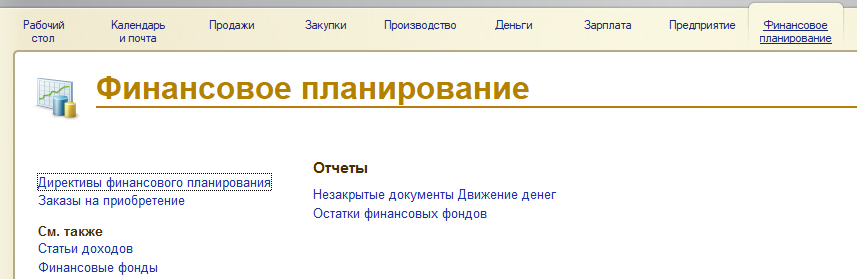 Рабочий
стол
Календарь
и почта
Продажи
Закупки
Производство
Деньги
Зарплата
Предприятие
Финансовое
планирование
Финансовое планирование
Директивы финансового планирования
Заказы на приобретение
См. также
Статьи доходов
Финансовые фонды
Отчеты
Незакрытые документы Движение денег
Остатки финансовых фондов